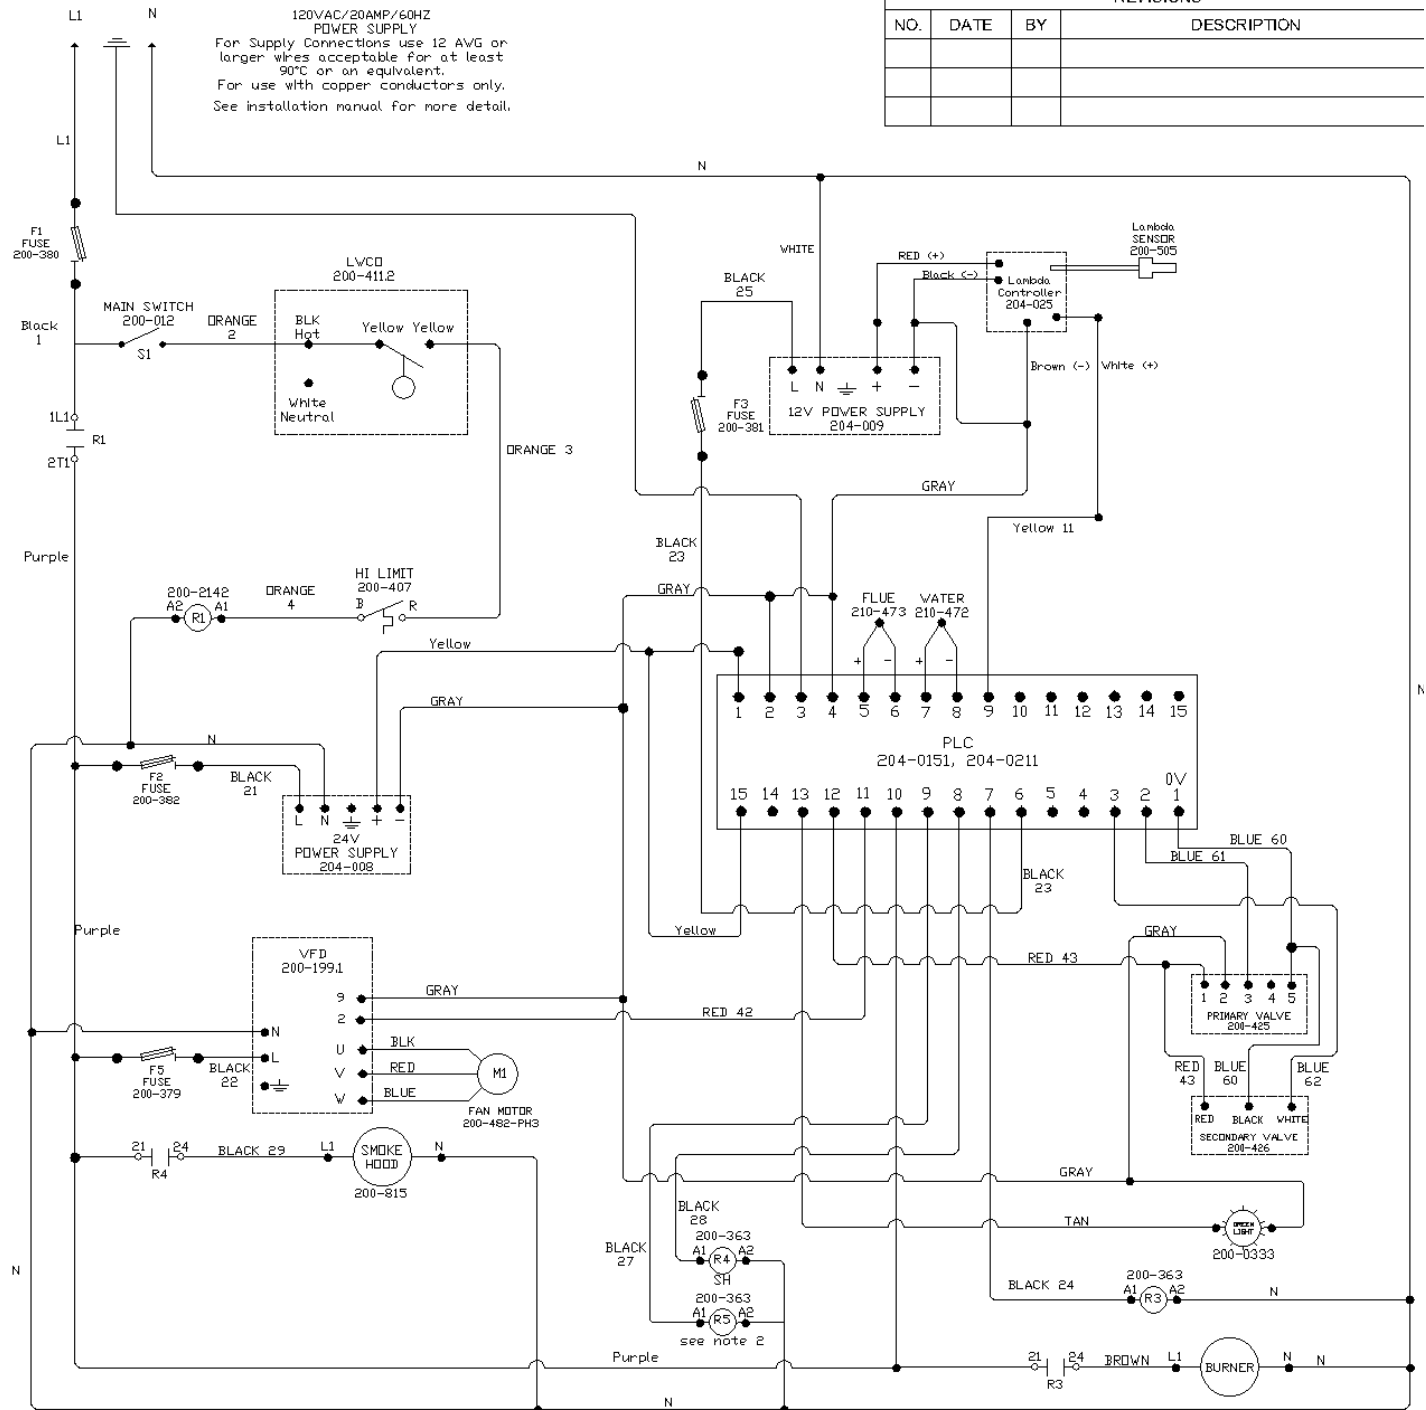 L1
N
120VAC/20AMP/60HZ
POWER SUPPLY
For Supply Connections use 12 AWG or
larger wires acceptable for at least
90°C or an equivalent.
For use with copper conductors only.
See installation manual for more detail.
REVISIONS
NO. DATE BY DESCRIPTION
L1
N
F1
FUSE
200-380
LWCO
200-411.2
WHITE
RED (+)
Black (-)
Lambda
SENSOR
200-505
Lambda
Controller
204-025
BLACK
25
MAIN SWITCH
200-012
S1
ORANGE
2
BLK
Hot
Yellow Yellow
White
Neutral
Black
1
Brown (-) White (+)
L N + -
12V POWER SUPPLY
204-009
F3
FUSE
200-381
1L1
R1
2T1
ORANGE 3
GRAY
Yellow 11
BLACK
23
Purple
HI LIMIT
200-407
B R
200-2142
A2 R1 A1
ORANGE
4
GRAY
FLUE
210-473
WATER
210-472
+ - + -
Yellow
GRAY
1 2 3 4 5 6 7 8 9 10 11 12 13 14 15
PLC
204-0151, 204-0211
0V
15 14 13 12 11 10 9 8 7 6 5 4 3 2 1
N
N
F2
FUSE
200-382
BLACK
21
L N + -
24V
POWER SUPPLY
204-008
BLUE 60
BLUE 61
BLACK
23
Purple
Yellow
GRAY
RED 43
VFD
200-199.1
9
2
U
V
W
N
L
GRAY
RED 42
BLK
RED
BLUE
M1
FAN MOTOR
200-482-PH3
F5
FUSE
200-379
BLACK
22
1 2 3 4 5
PRIMARY VALVE
200-425
RED
43
BLUE
60
BLUE
62
RED BLACK WHITE
SECONDARY VALVE
200-426
21 24
R4
BLACK 29
L1
SMOKE
HOOD
N
200-815
GRAY
TAN
GREEN
LIGHT
200-0333
BLACK
28
200-363
A1 R4 A2
SH
BLACK
27
200-363
A1 R5 A2
see note 2
BLACK 24
200-363
A1 R3 A2
N
N
Purple
21 24
R3
BROWN
L1
BURNER
N
N
N